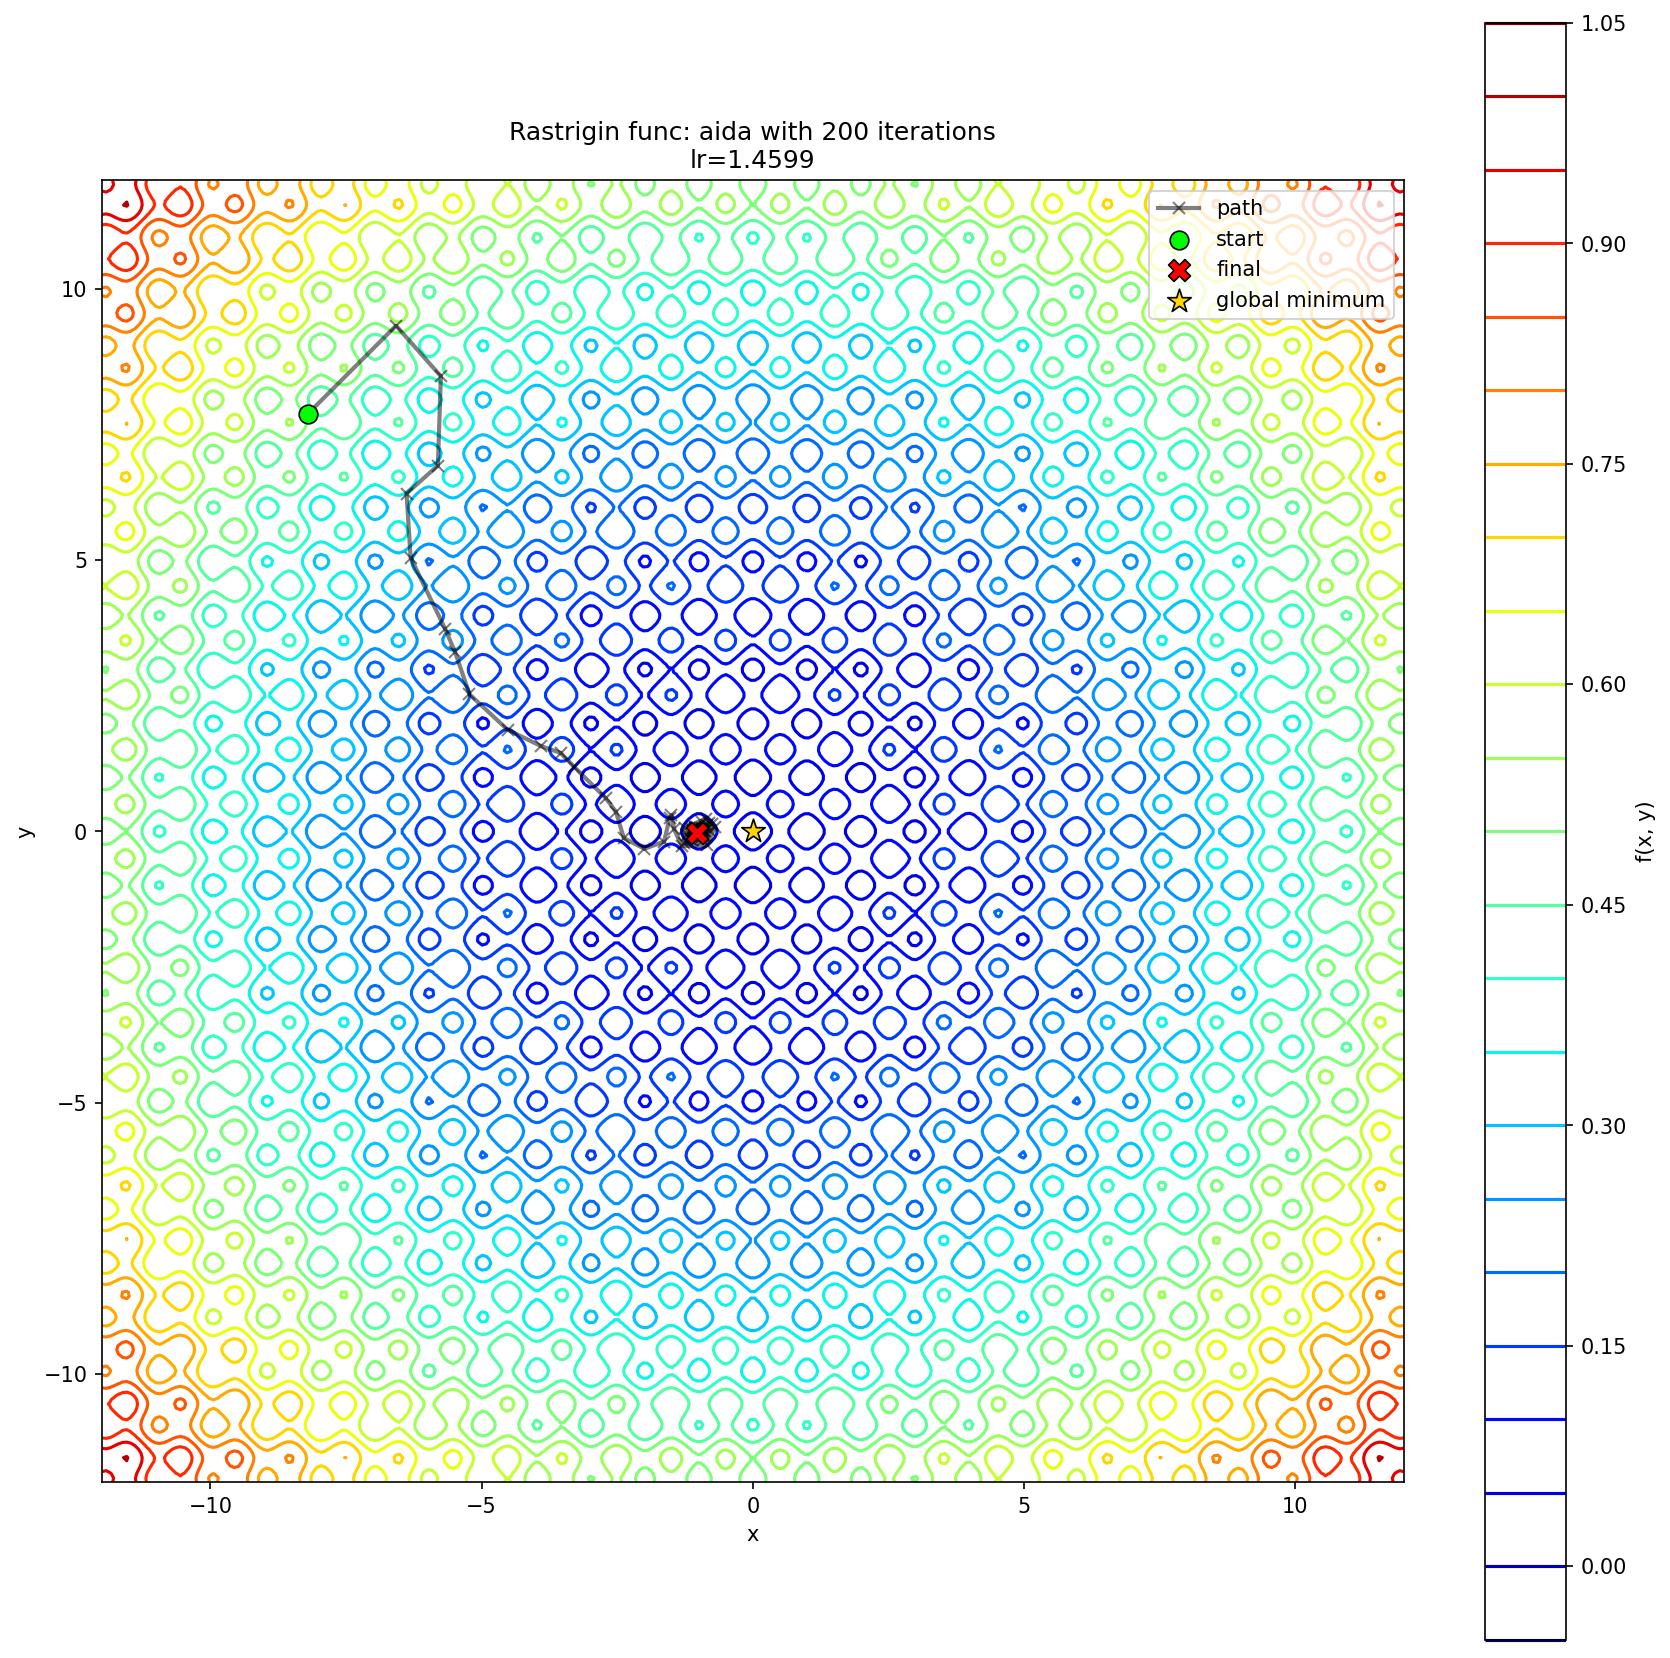 Rastrigin func: aida with 200 iterations
lr=1.4599
path
start
final
global minimum
10
5
0
−5
−10
y
−10
−5
0
5
10
x
1.05
0.90
0.75
0.60
0.45
0.30
0.15
0.00
f(x, y)